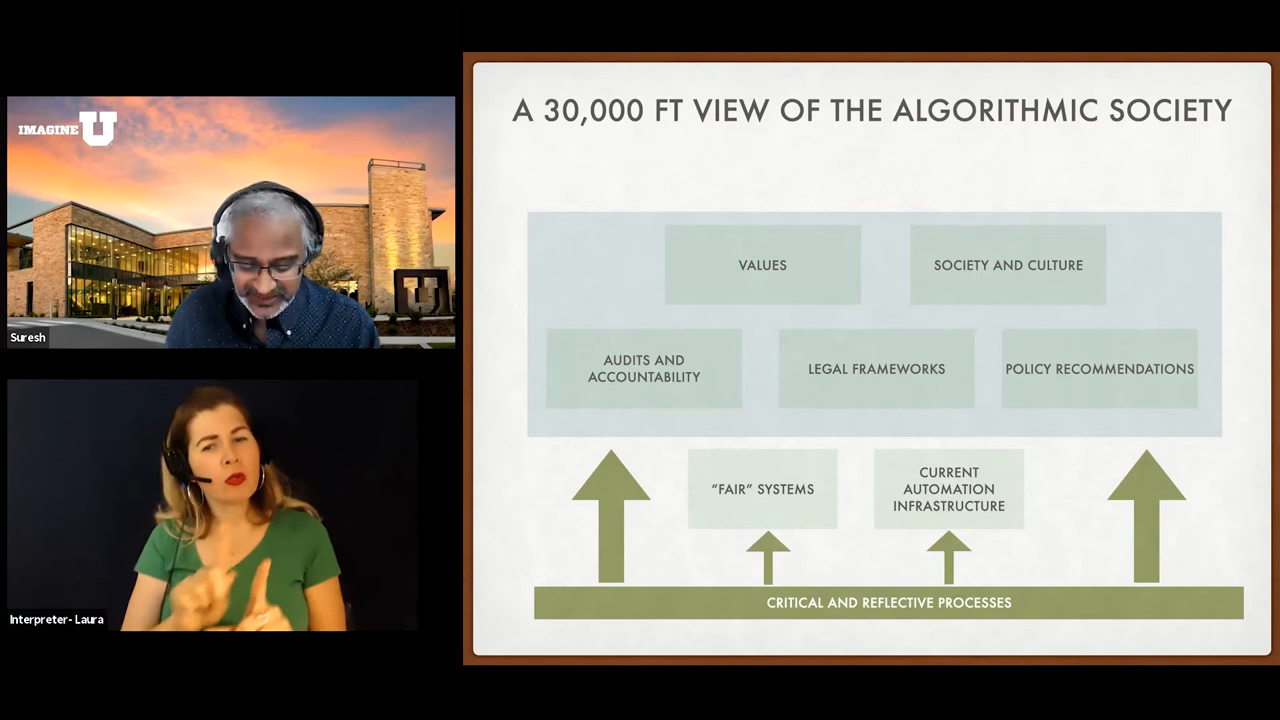 IMAGINE U
Suresh
Interpreter- Laura
A 30,000 FT VIEW OF THE ALGORITHMIC SOCIETY
VALUES
SOCIETY AND CULTURE
AUDITS AND
ACCOUNTABILITY
LEGAL FRAMEWORKS
POLICY RECOMMENDATIONS
“FAIR” SYSTEMS
CURRENT
AUTOMATION
INFRASTRUCTURE
CRITICAL AND REFLECTIVE PROCESSES